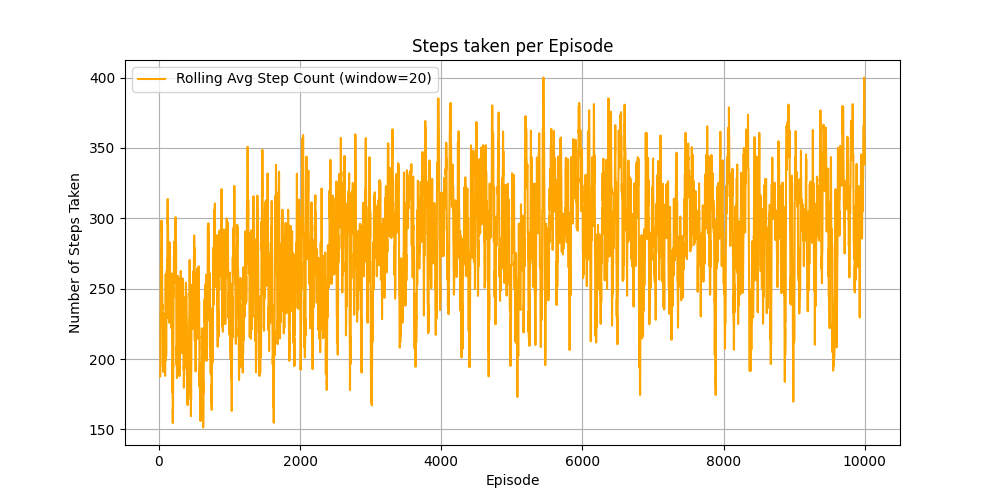 Steps taken per Episode
Rolling Avg Step Count (window=20)
Number of Steps Taken
400
350
300
250
200
150
0 2000 4000 6000 8000 10000
Episode